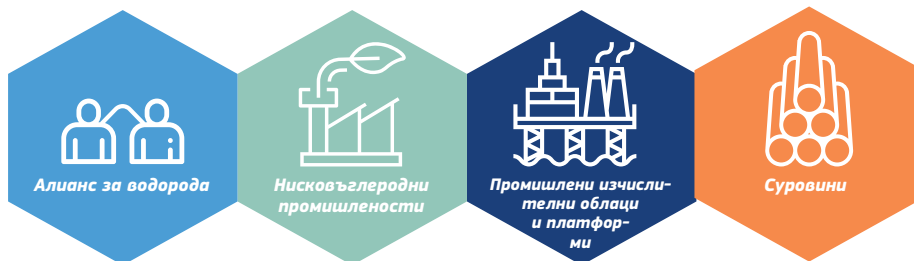 Алианс за водорода
Нисковъглеродни
промишлености
Промишлени изчисли-
телни облаци
и платфор-
ми
Суровини